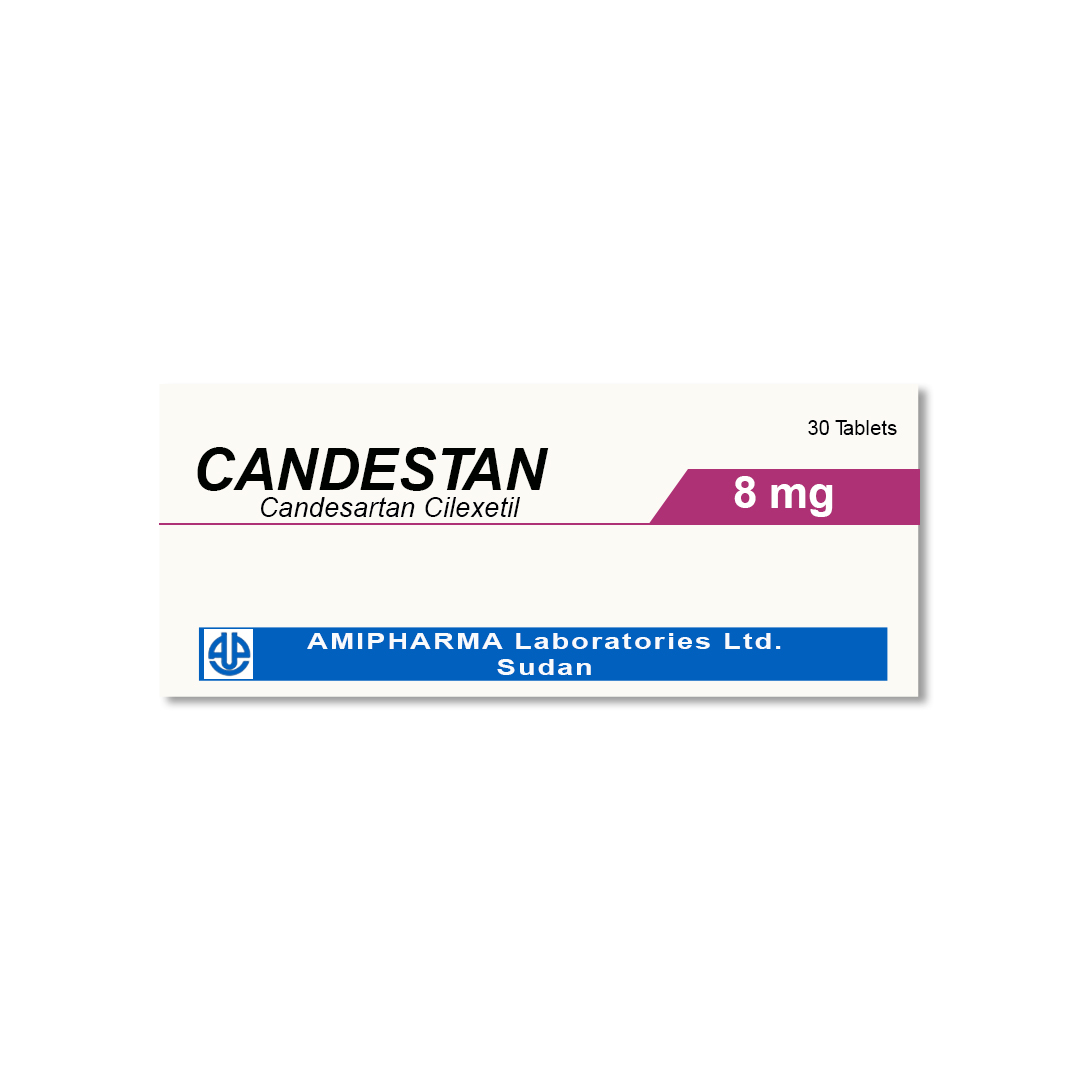 30 Tablets
CANDESTAN
8 mg
Candesartan Cilexetil
AMIPHARMA Laboratories Ltd.
Sudan